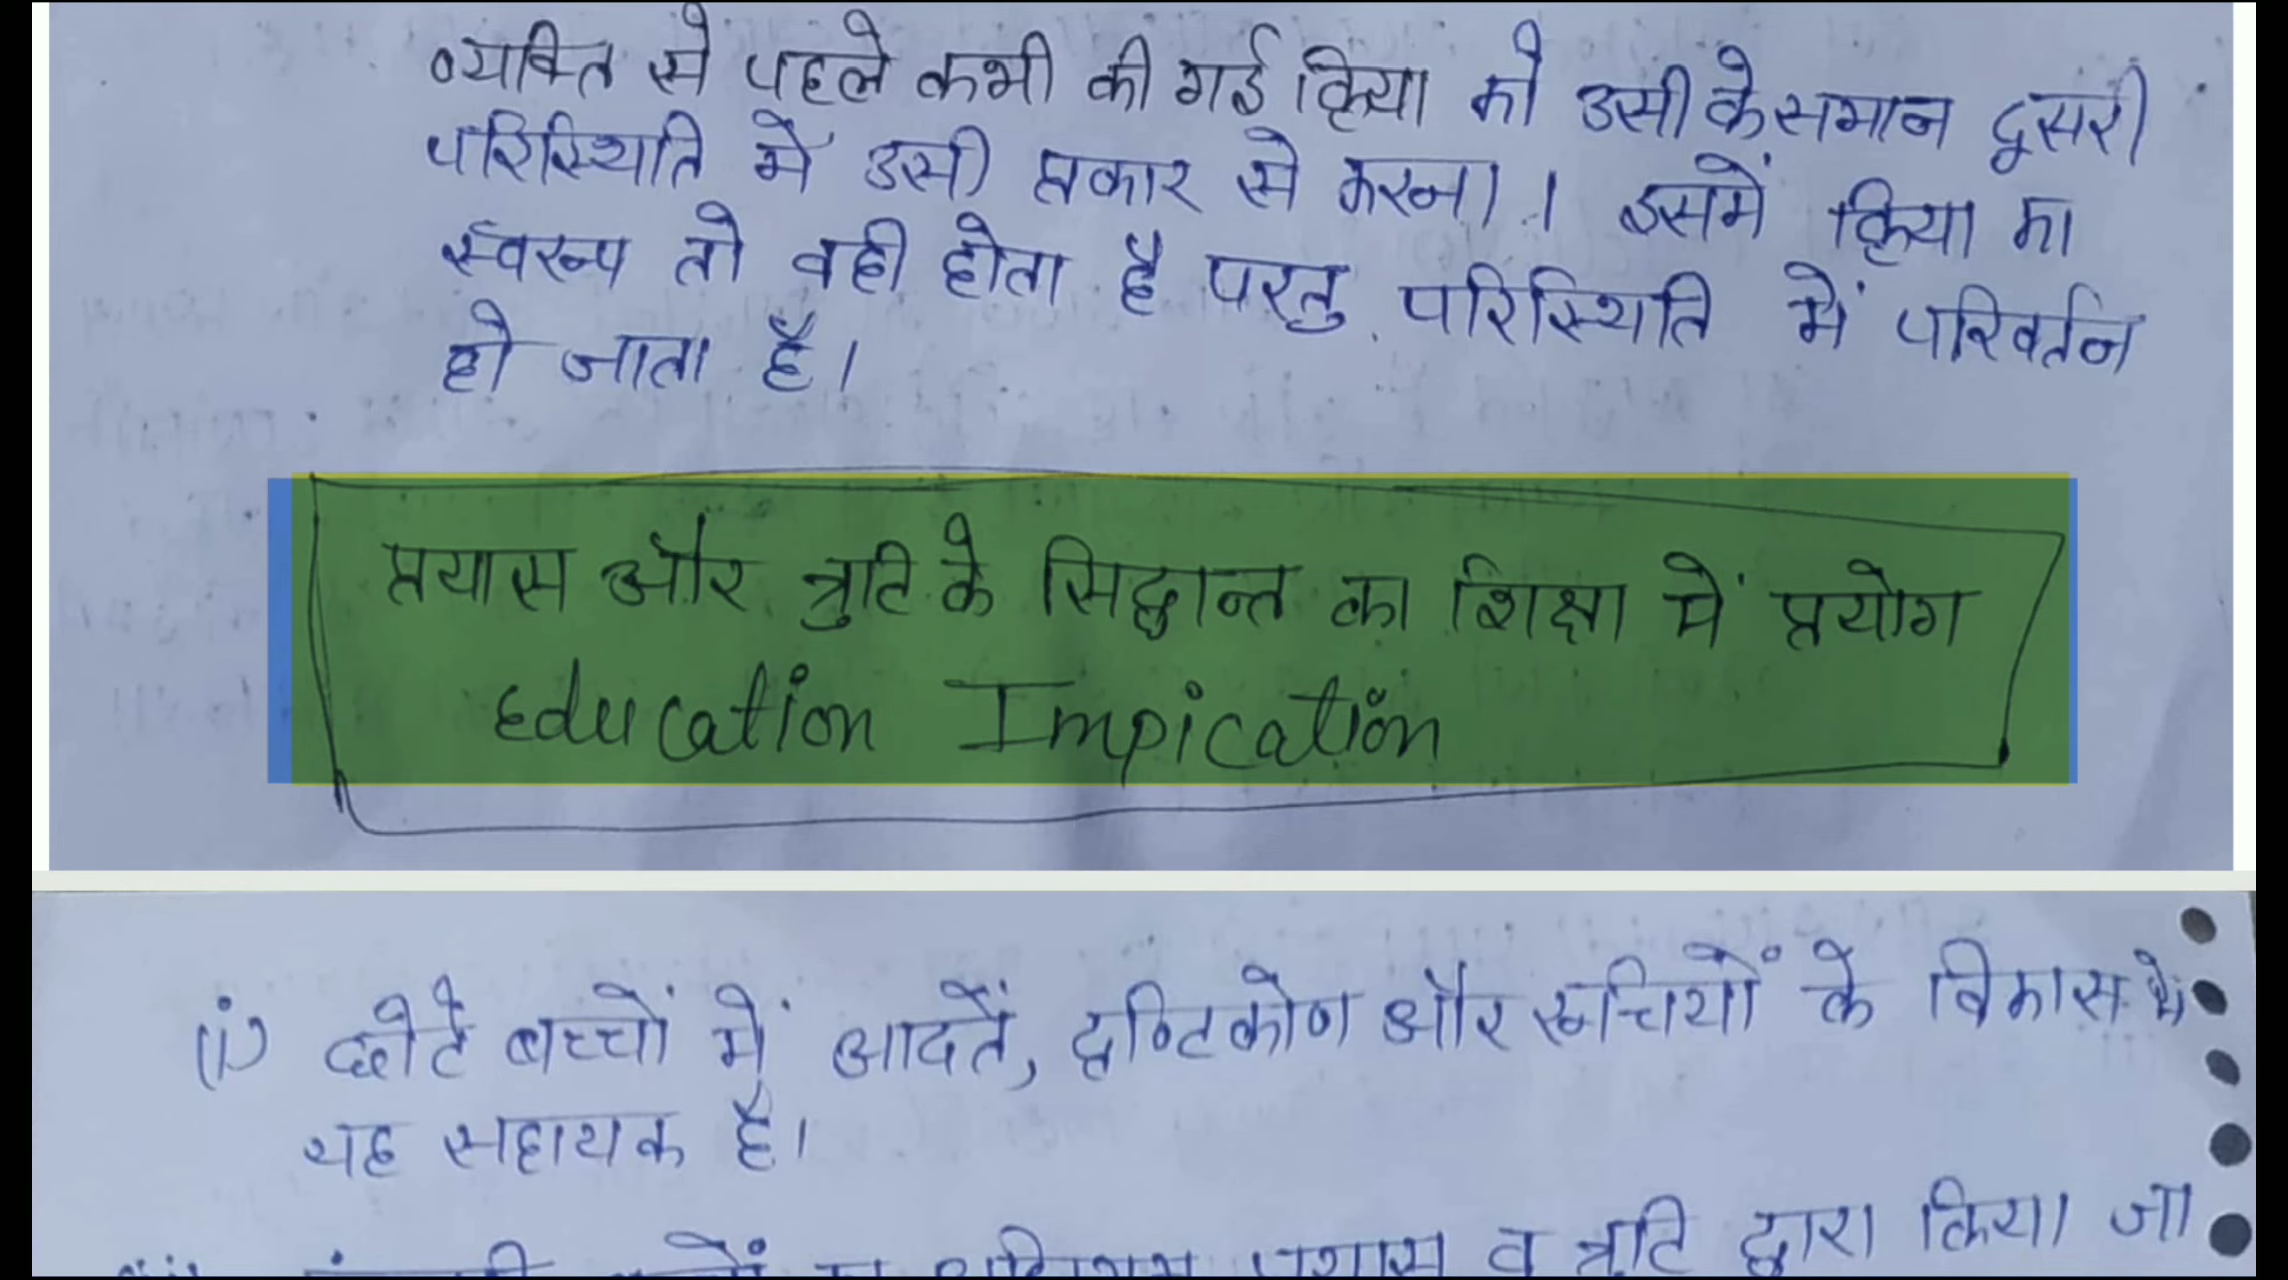 व्यक्ति से पहले कभी की गई क्रिया को उसी के समान दूसरी
परिस्थिति में उसी प्रकार से करना। इसमें क्रिया का
स्वरूप तो वही होता है परन्तु परिस्थिति में परिवर्तन
हो जाता है।
प्रयास और त्रुटि के सिद्धान्त का शिक्षा में प्रयोग
Education Impication
(i) छोटे बच्चों में आदतें, दृष्टिकोण और रूचियों के विकास में
यह सहायक है।
प्रयास व त्रुटि द्वारा किया जा